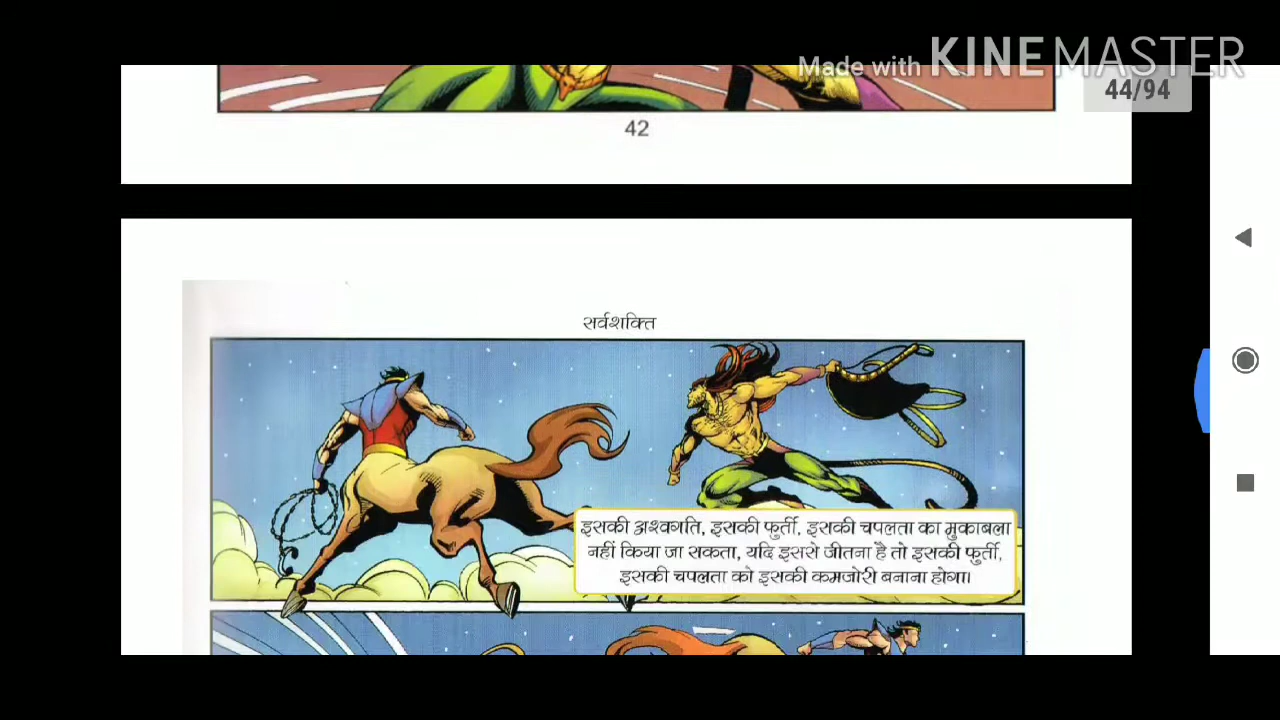 Made with KINEMASTER
44/94
42
सर्वशक्ति
इसकी अश्वगति, इसकी फुर्ती, इसकी चपलता का मुकाबला
नहीं किया जा सकता, यदि इससे जीतना है तो इसकी फुर्ती,
इसकी चपलता को इसकी कमजोरी बनाना होगा।